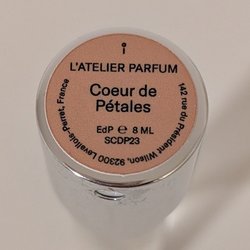 i
L'ATELIER PARFUM
Coeur de
Pétales
EdP ℮ 8 ML
SCDP23
142 rue du Président Wilson, 92300 Levallois-Perret, France